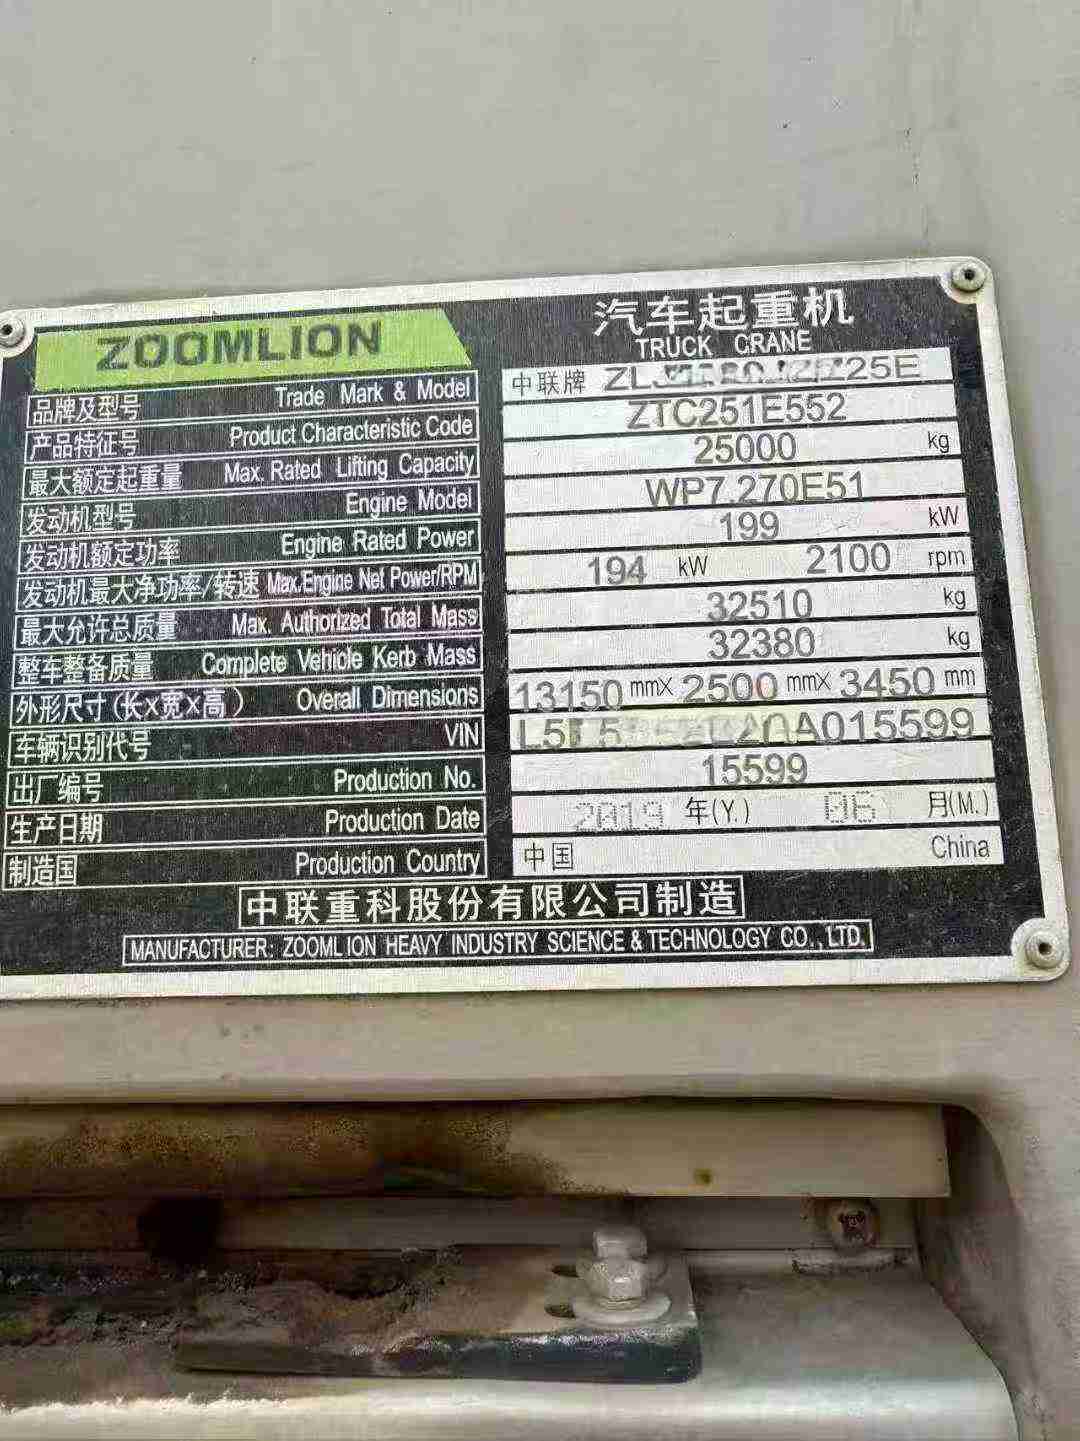 ZOOMLION
汽车起重机
TRUCK CRANE
品牌及型号 Trade Mark & Model 中联牌
产品特征号 Product Characteristic Code ZTC251E552
最大额定起重量 Max. Rated Lifting Capacity 25000 kg
发动机型号 Engine Model WP7.270E51
发动机额定功率 Engine Rated Power 199 kW
发动机最大净功率/转速 Max.Engine Net Power/RPM 194 kW 2100 rpm
最大允许总质量 Max. Authorized Total Mass 32510 kg
整车整备质量 Complete Vehicle Kerb Mass 32380 kg
外形尺寸(长X宽X高) Overall Dimensions 13150 mmX 2500 mmX 3450 mm
车辆识别代号 VIN
出厂编号 Production No. 15599
生产日期 Production Date 2019 年(Y.) 06 月(M.)
制造国 Production Country 中国 China
中联重科股份有限公司制造
MANUFACTURER: ZOOMLION HEAVY INDUSTRY SCIENCE & TECHNOLOGY CO., LTD.